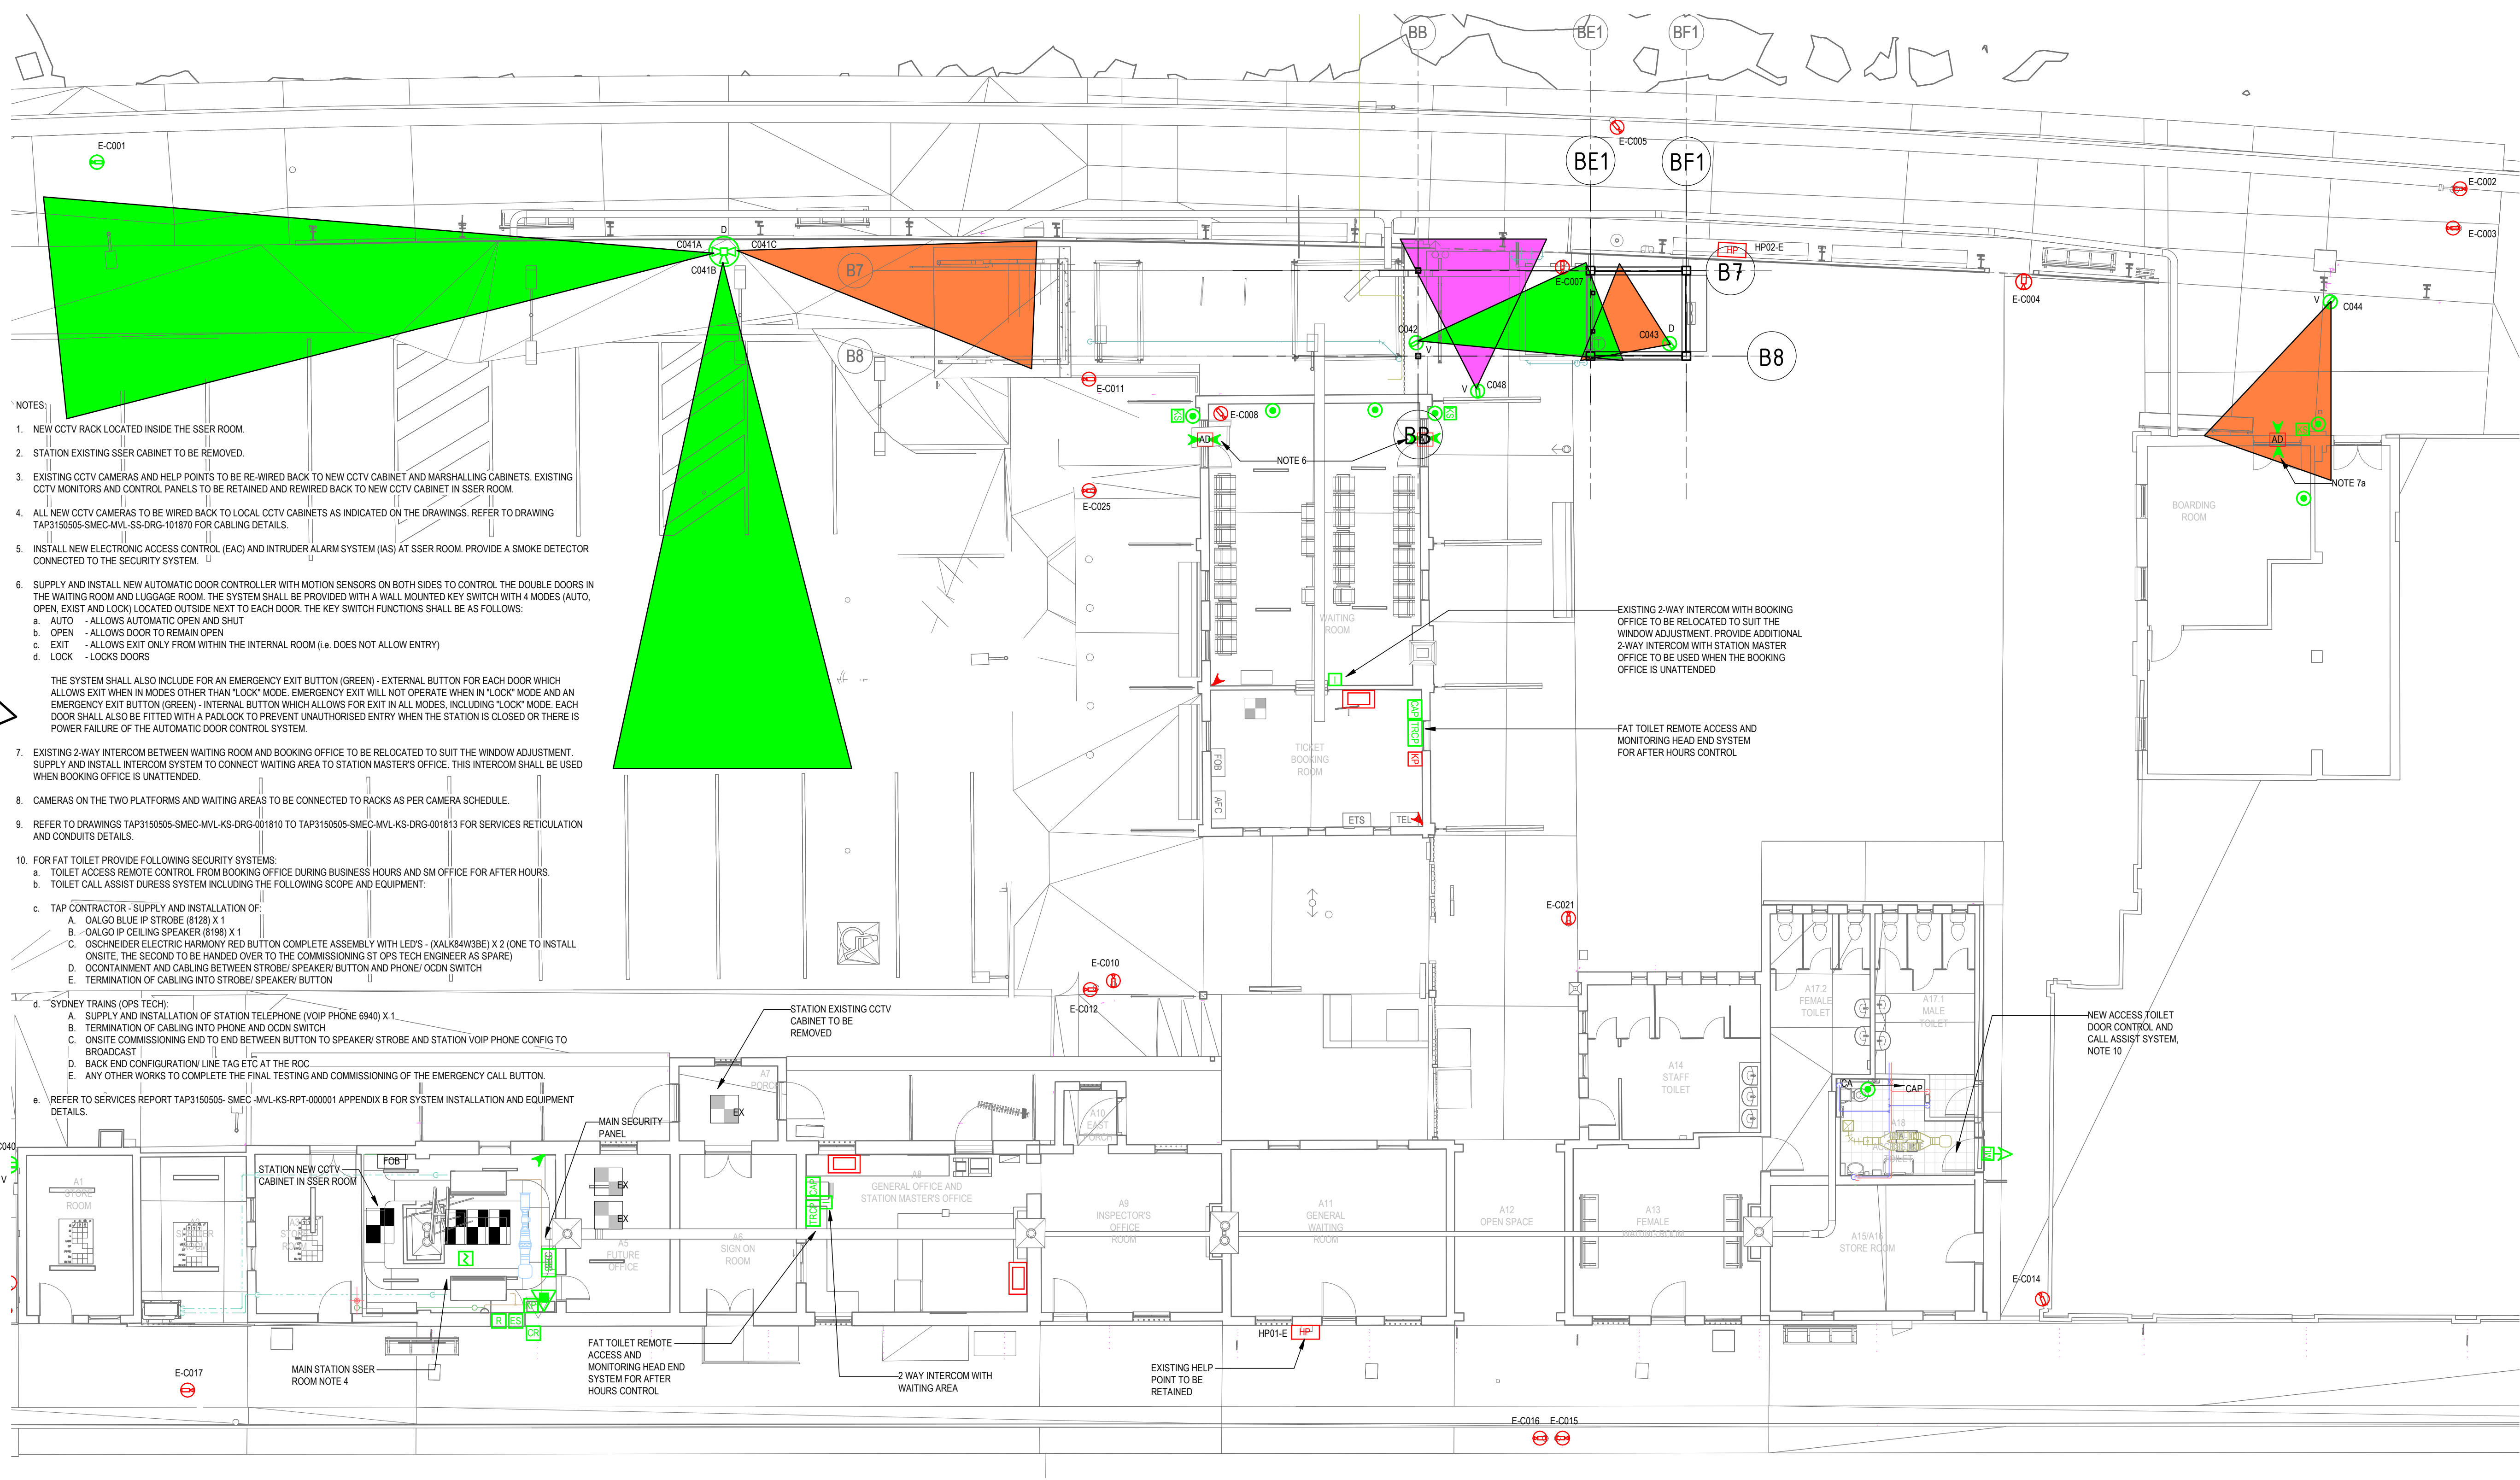 BB
BE1
BF1
E-C001
E-C005
BE1
BF1
E-C002
E-C003
D
C041A
C041C
C041B
HP
HP02-E
B7
B7
E-C007
E-C004
C044
V
C042
V
C043
D
B8
B8
E-C011
V
C048
E-C008
AD
BB
NOTE 6
AD
NOTE 7a
E-C025
BOARDING
ROOM
NOTES:
1. NEW CCTV RACK LOCATED INSIDE THE SSER ROOM.
2. STATION EXISTING SSER CABINET TO BE REMOVED.
3. EXISTING CCTV CAMERAS AND HELP POINTS TO BE RE-WIRED BACK TO NEW CCTV CABINET AND MARSHALLING CABINETS. EXISTING
CCTV MONITORS AND CONTROL PANELS TO BE RETAINED AND REWIRED BACK TO NEW CCTV CABINET IN SSER ROOM.
4. ALL NEW CCTV CAMERAS TO BE WIRED BACK TO LOCAL CCTV CABINETS AS INDICATED ON THE DRAWINGS. REFER TO DRAWING
TAP3150505-SMEC-MVL-SS-DRG-101870 FOR CABLING DETAILS.
5. INSTALL NEW ELECTRONIC ACCESS CONTROL (EAC) AND INTRUDER ALARM SYSTEM (IAS) AT SSER ROOM. PROVIDE A SMOKE DETECTOR
CONNECTED TO THE SECURITY SYSTEM.
6. SUPPLY AND INSTALL NEW AUTOMATIC DOOR CONTROLLER WITH MOTION SENSORS ON BOTH SIDES TO CONTROL THE DOUBLE DOORS IN
THE WAITING ROOM AND LUGGAGE ROOM. THE SYSTEM SHALL BE PROVIDED WITH A WALL MOUNTED KEY SWITCH WITH 4 MODES (AUTO,
OPEN, EXIST AND LOCK) LOCATED OUTSIDE NEXT TO EACH DOOR. THE KEY SWITCH FUNCTIONS SHALL BE AS FOLLOWS:
a. AUTO - ALLOWS AUTOMATIC OPEN AND SHUT
b. OPEN - ALLOWS DOOR TO REMAIN OPEN
c. EXIT - ALLOWS EXIT ONLY FROM WITHIN THE INTERNAL ROOM (i.e. DOES NOT ALLOW ENTRY)
d. LOCK - LOCKS DOORS
THE SYSTEM SHALL ALSO INCLUDE FOR AN EMERGENCY EXIT BUTTON (GREEN) - EXTERNAL BUTTON FOR EACH DOOR WHICH
ALLOWS EXIT WHEN IN MODES OTHER THAN "LOCK" MODE. EMERGENCY EXIT WILL NOT OPERATE WHEN IN "LOCK" MODE AND AN
EMERGENCY EXIT BUTTON (GREEN) - INTERNAL BUTTON WHICH ALLOWS FOR EXIT IN ALL MODES, INCLUDING "LOCK" MODE. EACH
DOOR SHALL ALSO BE FITTED WITH A PADLOCK TO PREVENT UNAUTHORISED ENTRY WHEN THE STATION IS CLOSED OR THERE IS
POWER FAILURE OF THE AUTOMATIC DOOR CONTROL SYSTEM.
7. EXISTING 2-WAY INTERCOM BETWEEN WAITING ROOM AND BOOKING OFFICE TO BE RELOCATED TO SUIT THE WINDOW ADJUSTMENT.
SUPPLY AND INSTALL INTERCOM SYSTEM TO CONNECT WAITING AREA TO STATION MASTER'S OFFICE. THIS INTERCOM SHALL BE USED
WHEN BOOKING OFFICE IS UNATTENDED.
8. CAMERAS ON THE TWO PLATFORMS AND WAITING AREAS TO BE CONNECTED TO RACKS AS PER CAMERA SCHEDULE.
9. REFER TO DRAWINGS TAP3150505-SMEC-MVL-KS-DRG-001810 TO TAP3150505-SMEC-MVL-KS-DRG-001813 FOR SERVICES RETICULATION
AND CONDUITS DETAILS.
10. FOR FAT TOILET PROVIDE FOLLOWING SECURITY SYSTEMS:
a. TOILET ACCESS REMOTE CONTROL FROM BOOKING OFFICE DURING BUSINESS HOURS AND SM OFFICE FOR AFTER HOURS.
b. TOILET CALL ASSIST DURESS SYSTEM INCLUDING THE FOLLOWING SCOPE AND EQUIPMENT:
c. TAP CONTRACTOR - SUPPLY AND INSTALLATION OF:
A. OALGO BLUE IP STROBE (8128) X 1
B. OALGO IP CEILING SPEAKER (8198) X 1
C. OSCHNEIDER ELECTRIC HARMONY RED BUTTON COMPLETE ASSEMBLY WITH LED'S - (XALK84W3BE) X 2 (ONE TO INSTALL
ONSITE, THE SECOND TO BE HANDED OVER TO THE COMMISSIONING ST OPS TECH ENGINEER AS SPARE)
D. OCONTAINMENT AND CABLING BETWEEN STROBE/ SPEAKER/ BUTTON AND PHONE/ OCDN SWITCH
E. TERMINATION OF CABLING INTO STROBE/ SPEAKER/ BUTTON
d. SYDNEY TRAINS (OPS TECH):
A. SUPPLY AND INSTALLATION OF STATION TELEPHONE (VOIP PHONE 6940) X 1
B. TERMINATION OF CABLING INTO PHONE AND OCDN SWITCH
C. ONSITE COMMISSIONING END TO END BETWEEN BUTTON TO SPEAKER/ STROBE AND STATION VOIP PHONE CONFIG TO
BROADCAST
D. BACK END CONFIGURATION/ LINE TAG ETC AT THE ROC
E. ANY OTHER WORKS TO COMPLETE THE FINAL TESTING AND COMMISSIONING OF THE EMERGENCY CALL BUTTON.
e. REFER TO SERVICES REPORT TAP3150505- SMEC -MVL-KS-RPT-000001 APPENDIX B FOR SYSTEM INSTALLATION AND EQUIPMENT
DETAILS.
EXISTING 2-WAY INTERCOM WITH BOOKING
OFFICE TO BE RELOCATED TO SUIT THE
WINDOW ADJUSTMENT. PROVIDE ADDITIONAL
2-WAY INTERCOM WITH STATION MASTER
OFFICE TO BE USED WHEN THE BOOKING
OFFICE IS UNATTENDED
WAITING
ROOM
I
CAP
TRCP
KP
FAT TOILET REMOTE ACCESS AND
MONITORING HEAD END SYSTEM
FOR AFTER HOURS CONTROL
TICKET
BOOKING
ROOM
FOB
AFC
ETS
TEL
E-C021
E-C010
E-C012
STATION EXISTING CCTV
CABINET TO BE
REMOVED
A7
PORCH
EX
MAIN SECURITY
PANEL
A10
EAST
PORCH
A14
STAFF
TOILET
A17.2
FEMALE
TOILET
A17.1
MALE
TOILET
NEW ACCESS TOILET
DOOR CONTROL AND
CALL ASSIST SYSTEM,
NOTE 10
CA
CAP
A18
TOILET
C040
V
A1
STORE
ROOM
STATION NEW CCTV
CABINET IN SSER ROOM
FOB
EX
EX
A5
FUTURE
OFFICE
A6
SIGN ON
ROOM
CAP
TRCP
A8
GENERAL OFFICE AND
STATION MASTER'S OFFICE
A9
INSPECTOR'S
OFFICE
ROOM
A11
GENERAL
WAITING
ROOM
A12
OPEN SPACE
A13
FEMALE
WAITING ROOM
A15/A16
STORE ROOM
E-C014
R
ES
CR
HP01-E
HP
E-C017
MAIN STATION SSER
ROOM NOTE 4
FAT TOILET REMOTE
ACCESS AND
MONITORING HEAD END
SYSTEM FOR AFTER
HOURS CONTROL
2 WAY INTERCOM WITH
WAITING AREA
EXISTING HELP
POINT TO BE
RETAINED
E-C016
E-C015